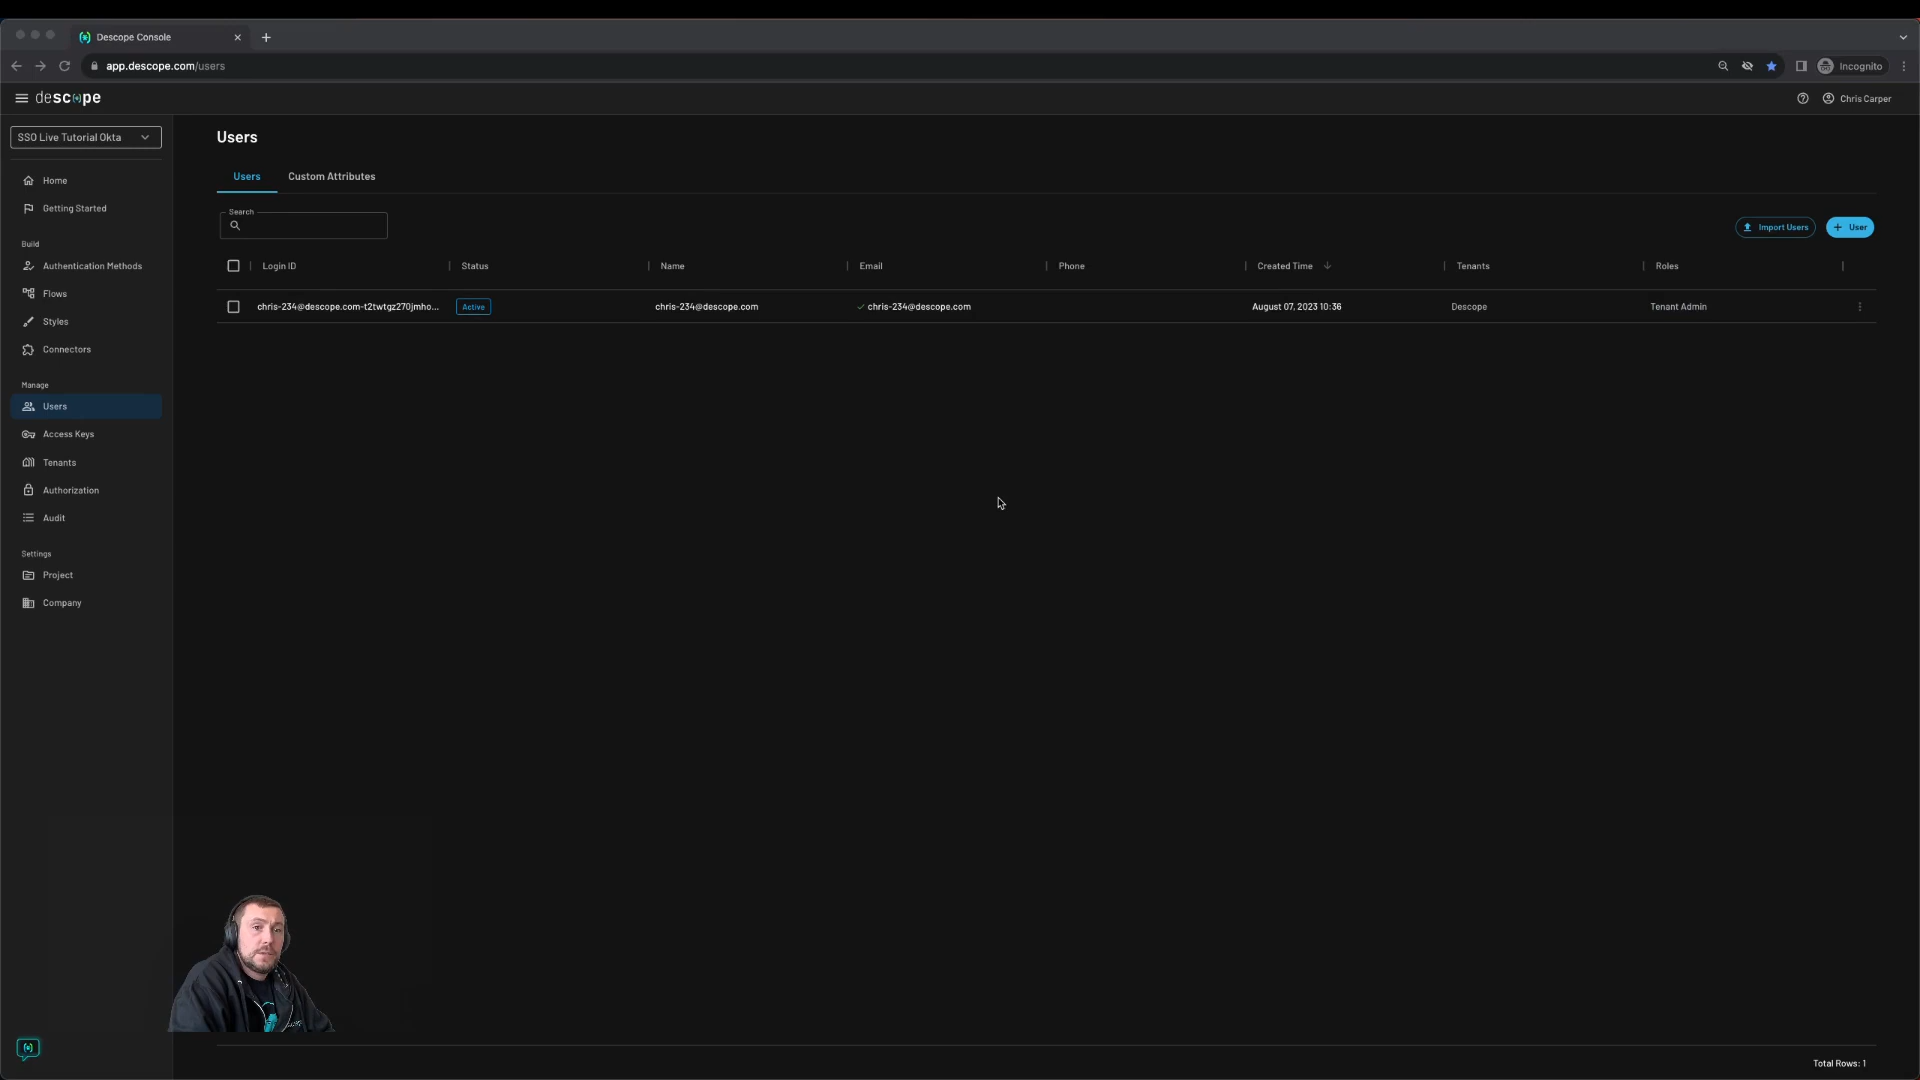 Descope Console
app.descope.com/users
Incognito
descope
Chris Carper
SSO Live Tutorial Okta
Home
Getting Started
Build
Authentication Methods
Flows
Styles
Connectors
Manage
Users
Access Keys
Tenants
Authorization
Audit
Settings
Project
Company
Users
Users Custom Attributes
Search
Import Users
+ User
Login ID Status Name Email Phone Created Time Tenants Roles
chris-234@descope.com-t2twtgz270jmho... Active chris-234@descope.com chris-234@descope.com August 07, 2023 10:36 Descope Tenant Admin
Total Rows: 1